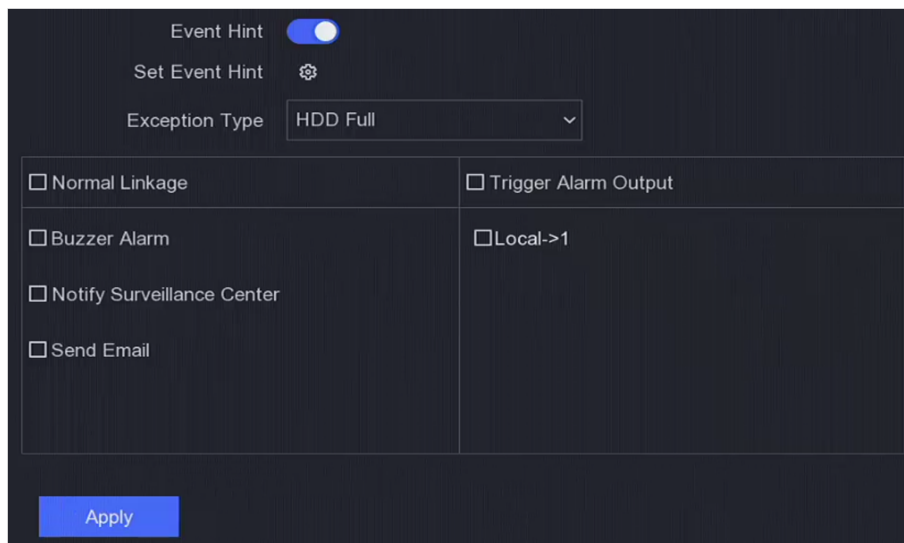 Event Hint
Set Event Hint
Exception Type HDD Full
Normal Linkage Trigger Alarm Output
Buzzer Alarm Local->1
Notify Surveillance Center
Send Email
Apply